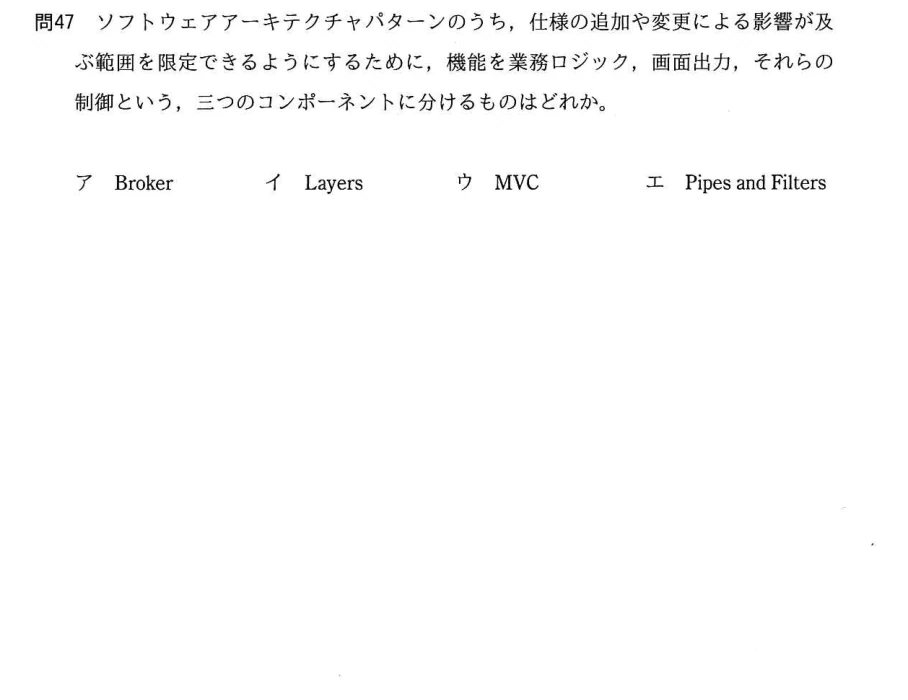 問47 ソフトウェアアーキテクチャパターンのうち，仕様の追加や変更による影響が及
ぶ範囲を限定できるようにするために，機能を業務ロジック，画面出力，それらの
制御という，三つのコンポーネントに分けるものはどれか。
ア Broker イ Layers ウ MVC エ Pipes and Filters